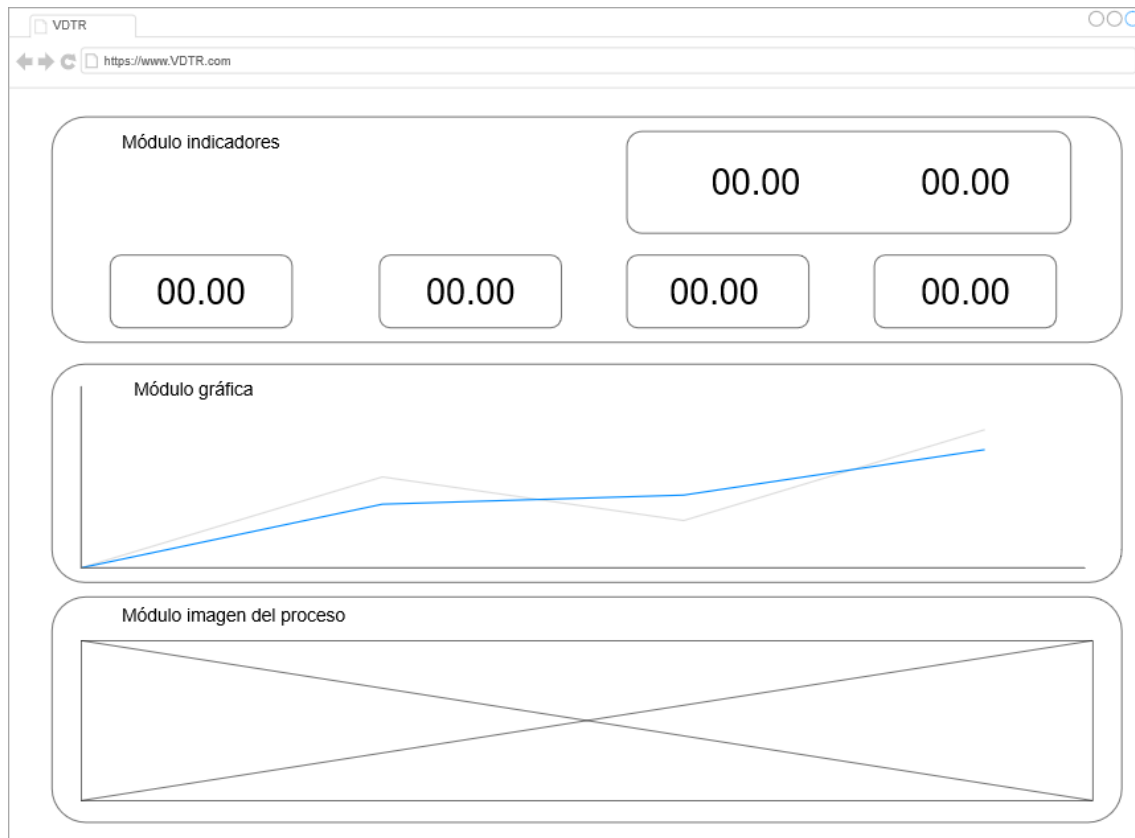 VDTR
https://www.VDTR.com
Módulo indicadores
00.00 00.00
00.00 00.00 00.00 00.00
Módulo gráfica
Módulo imagen del proceso